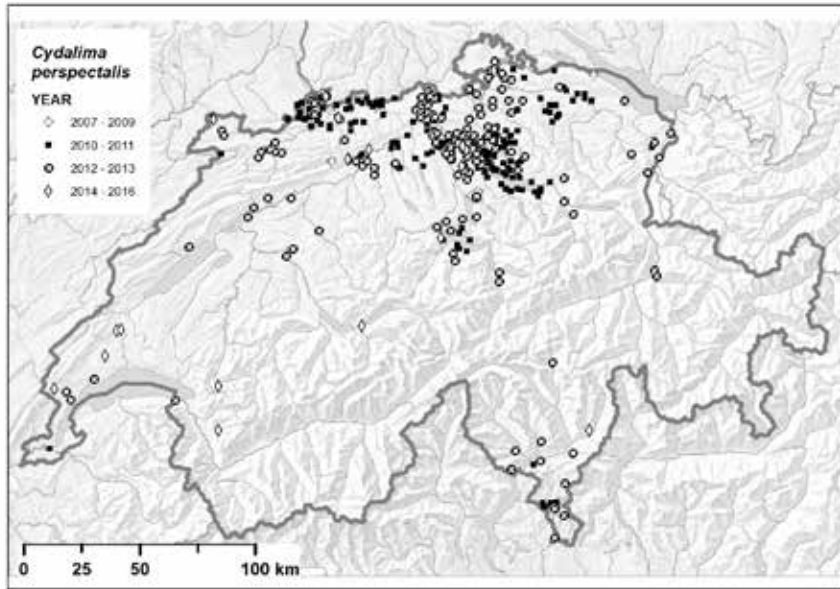 Cydalima
perspectalis
YEAR
2007 - 2009
2010 - 2011
2012 - 2013
2014 - 2016
0 25 50 100 km